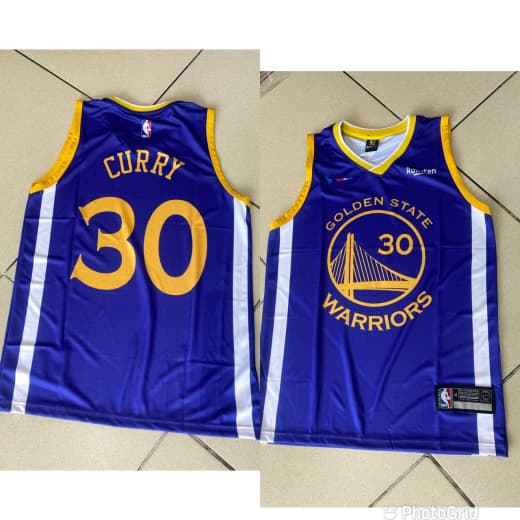 CURRY
30
Rakuten
GOLDEN STATE
30
WARRIORS
PhotoGrid